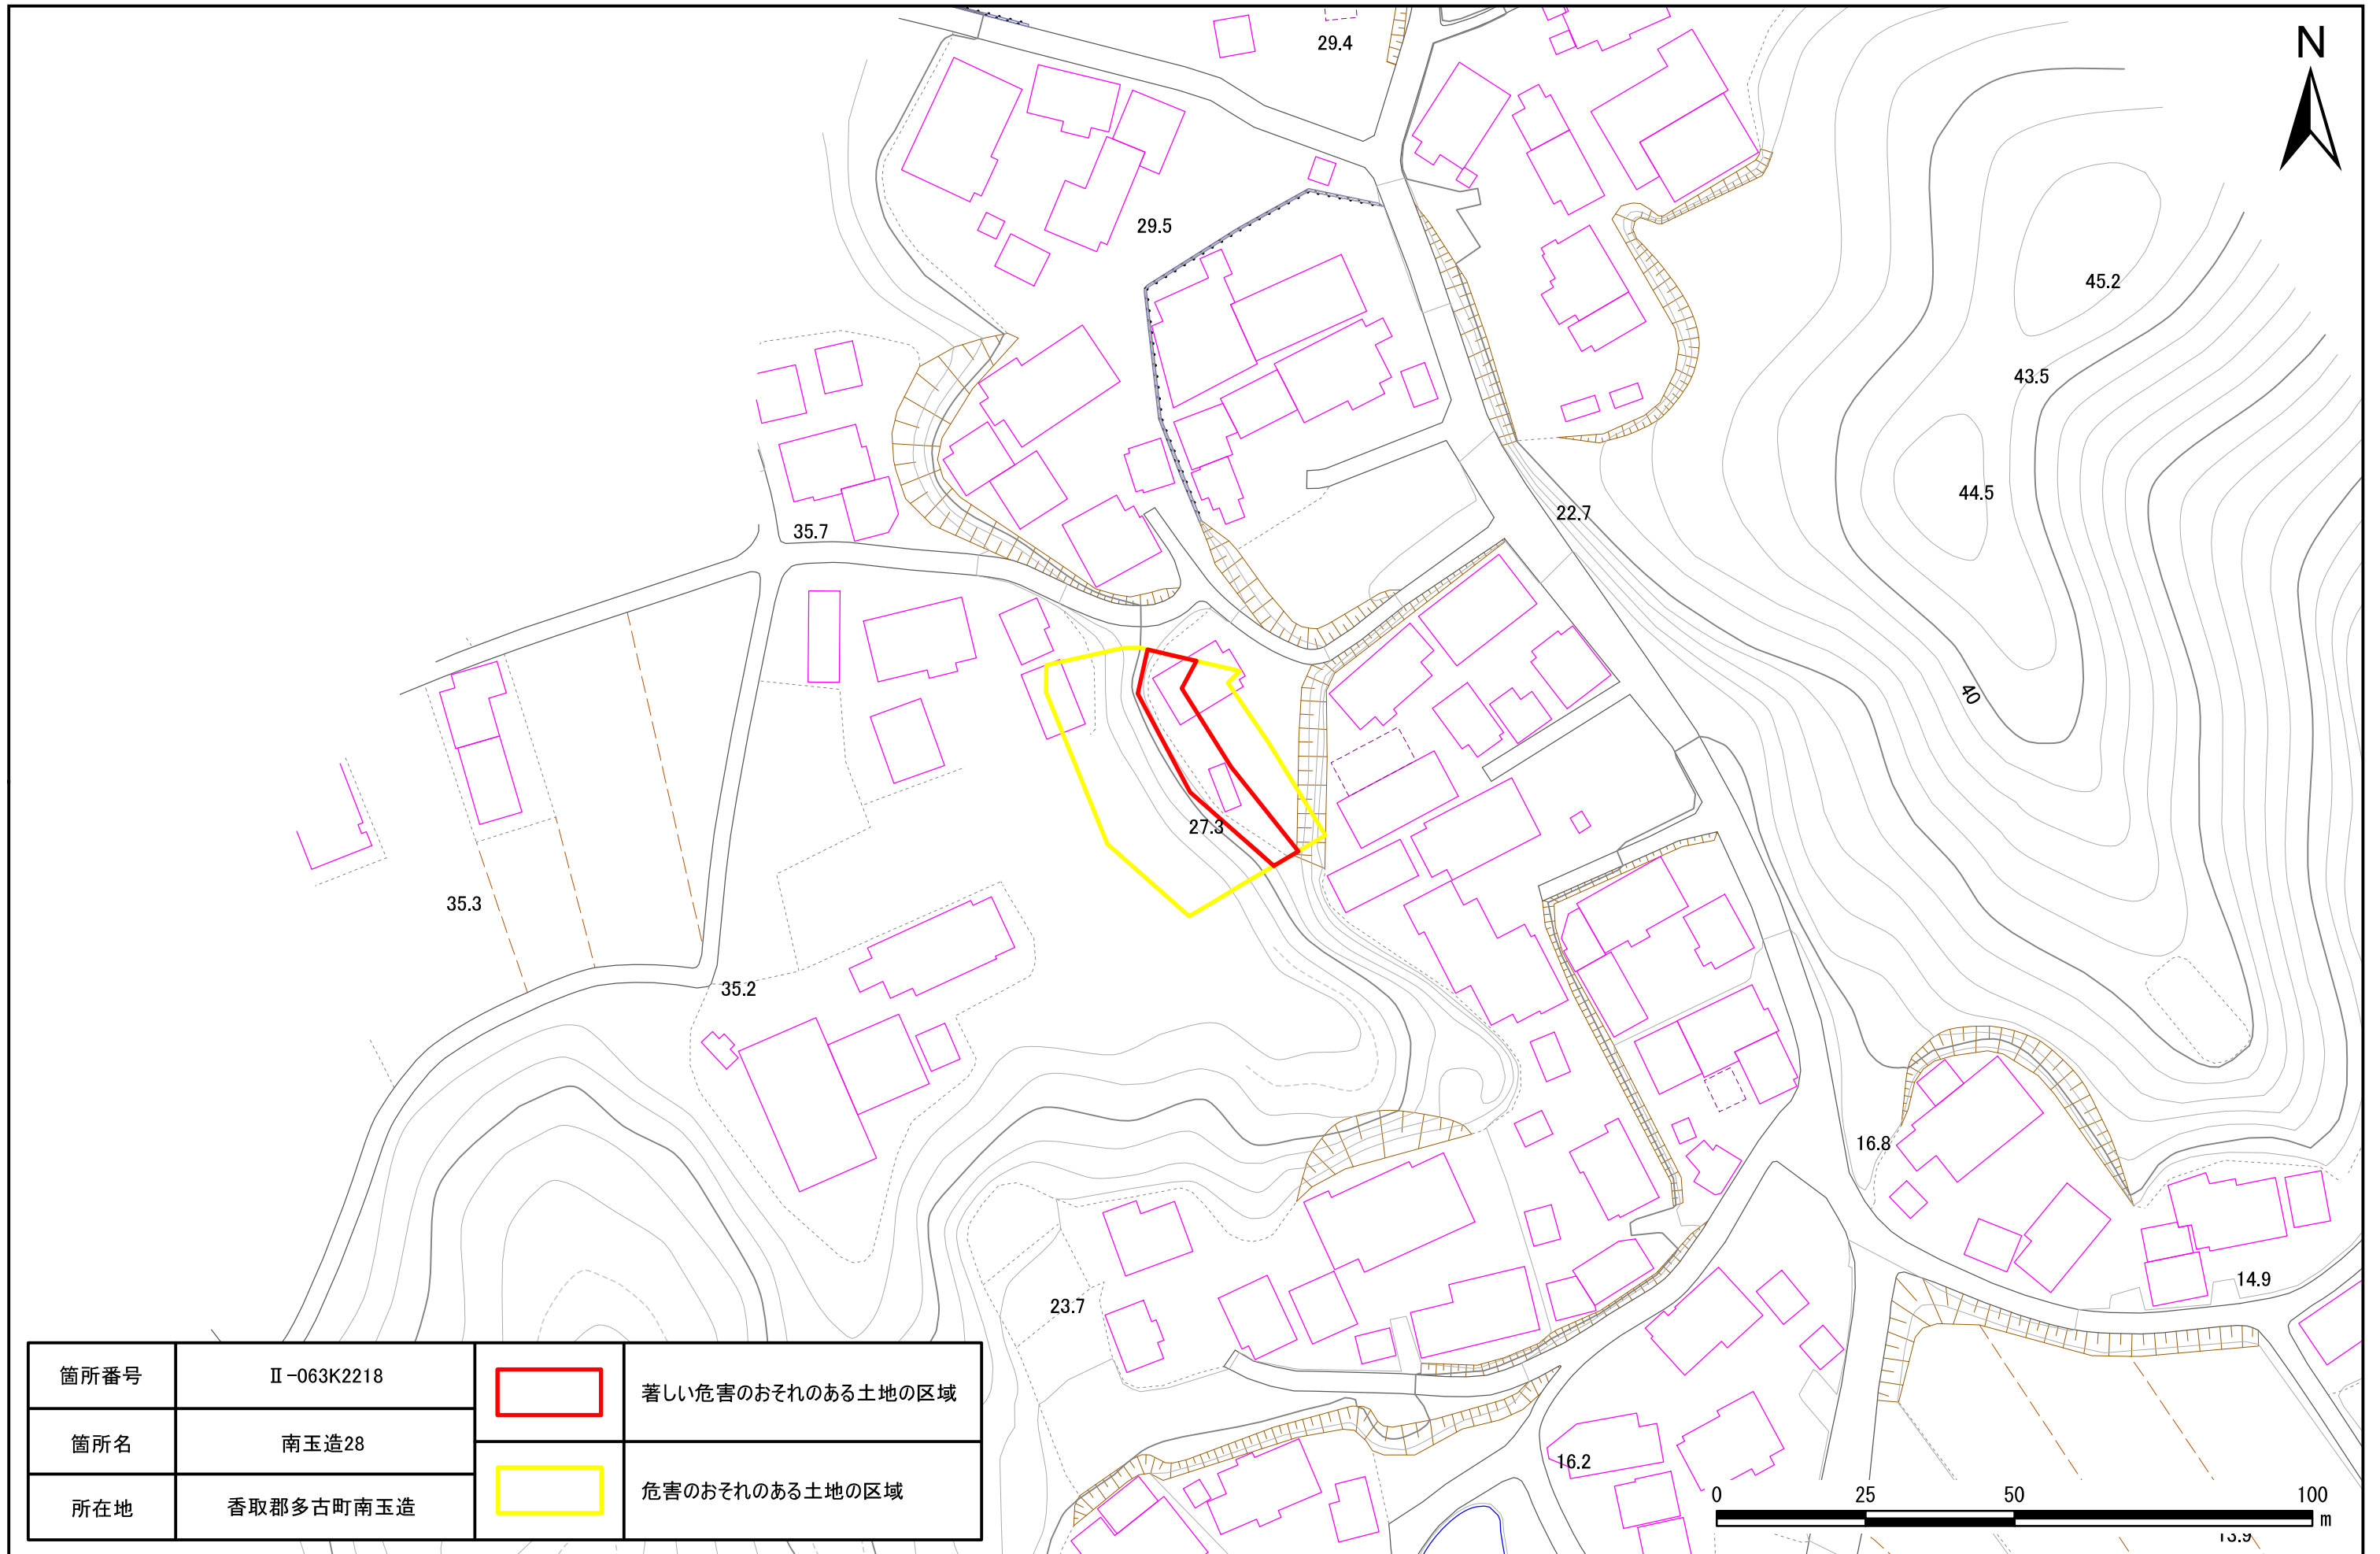 29.4
N
29.5
45.2
43.5
44.5
22.7
35.7
40
27.3
35.3
35.2
16.8
14.9
23.7
16.2
箇所番号
Ⅱ-063K2218
箇所名
南玉造28
所在地
香取郡多古町南玉造
著しい危害のおそれのある土地の区域
危害のおそれのある土地の区域
0 25 50 100
m
13.9